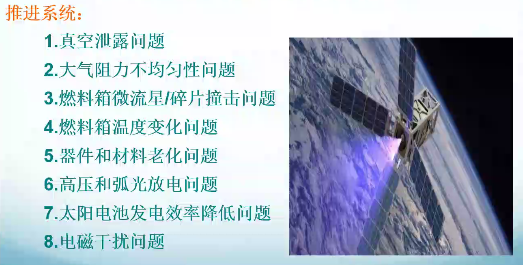 推进系统：
1.真空泄露问题
2.大气阻力不均匀性问题
3.燃料箱微流星/碎片撞击问题
4.燃料箱温度变化问题
5.器件和材料老化问题
6.高压和弧光放电问题
7.太阳电池发电效率降低问题
8.电磁干扰问题